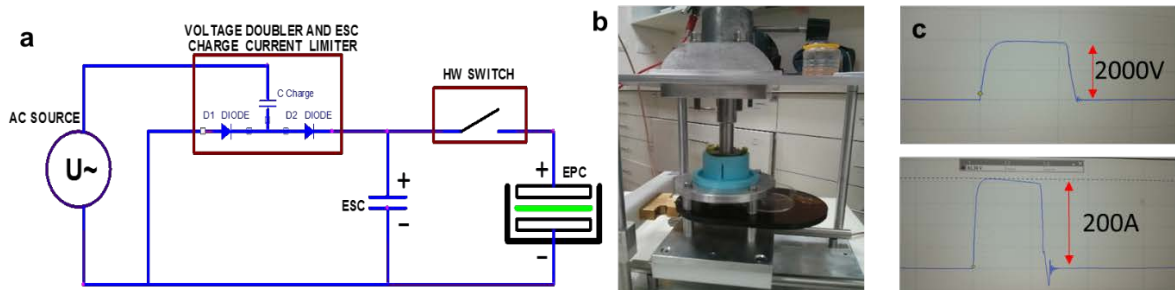 a
VOLTAGE DOUBLER AND ESC
CHARGE CURRENT LIMITER
C Charge
D1 DIODE
D2 DIODE
AC SOURCE
U~
HW SWITCH
+
ESC
-
+
EPC
-
b
c
2000V
200A